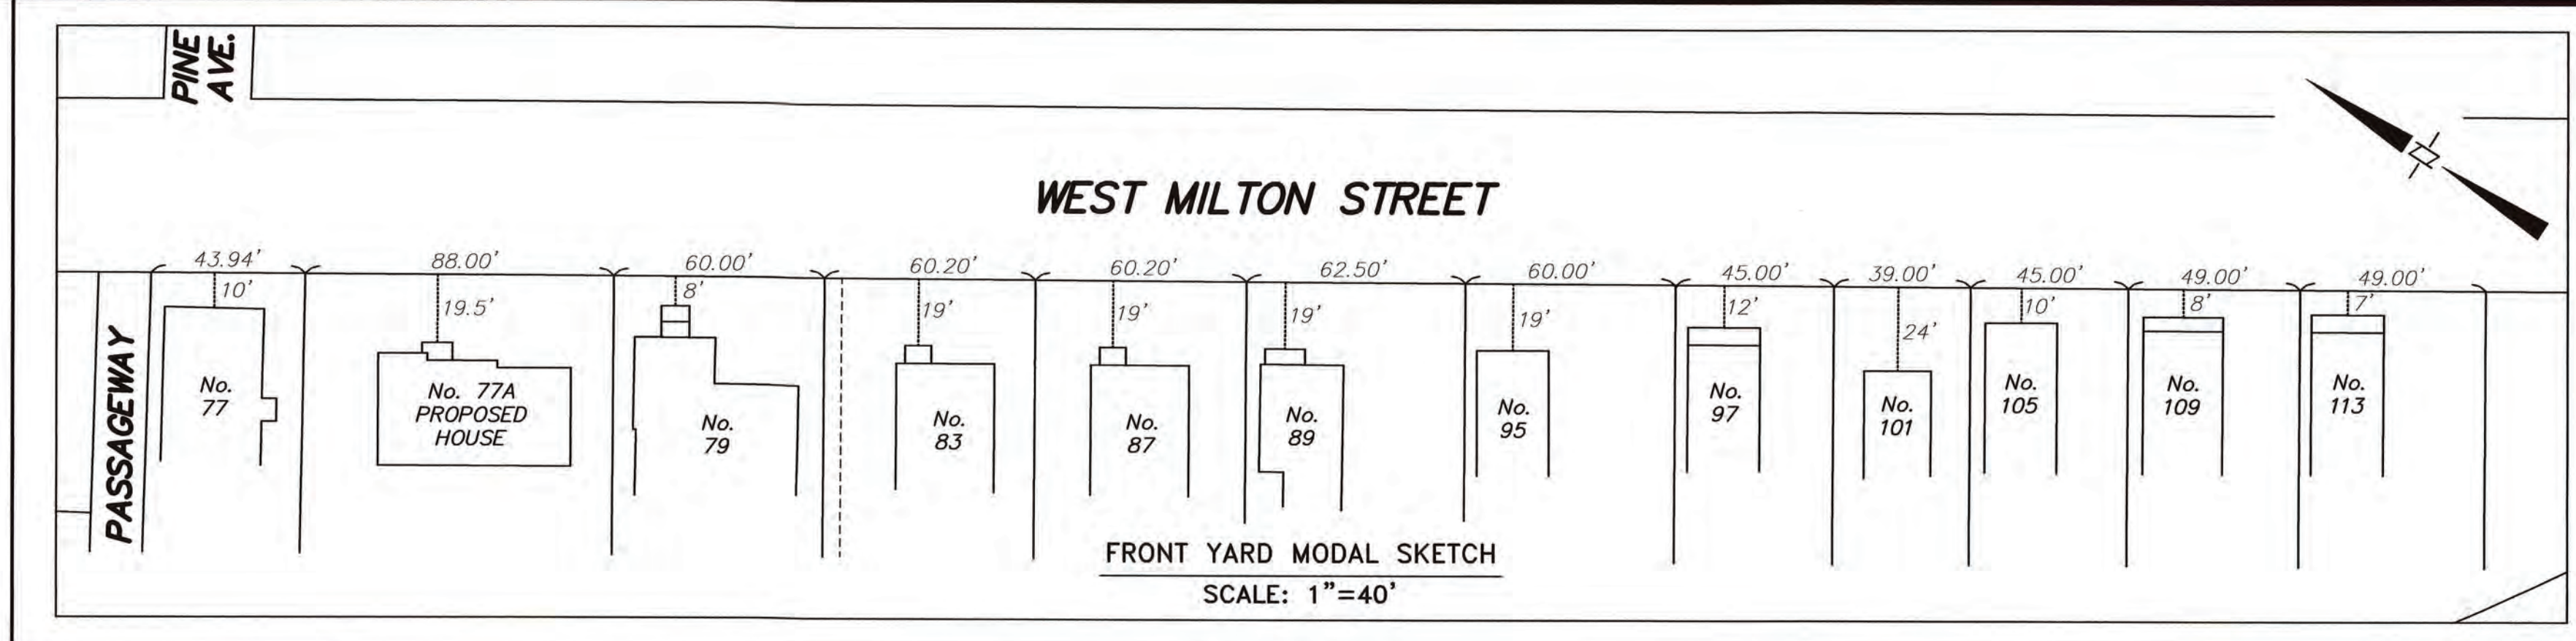 PINE
AVE.
WEST MILTON STREET
43.94'
88.00'
60.00'
60.20'
60.20'
62.50'
60.00'
45.00'
39.00'
45.00'
49.00'
49.00'
10'
19.5'
8'
19'
19'
19'
19'
12'
24'
10'
8'
7'
PASSAGEWAY
No.
77
No. 77A
PROPOSED
HOUSE
No.
79
No.
83
No.
87
No.
89
No.
95
No.
97
No.
101
No.
105
No.
109
No.
113
FRONT YARD MODAL SKETCH
SCALE: 1"=40'